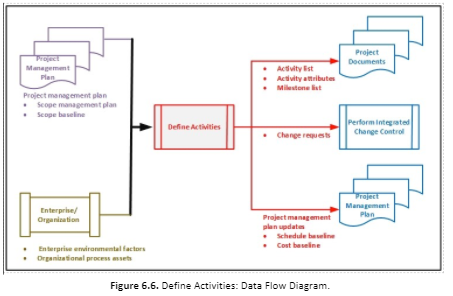 Project
Management
Plan
Project management plan
• Scope management plan
• Scope baseline
Enterprise/
Organization
• Enterprise environmental factors
• Organizational process assets
Define Activities
• Activity list
• Activity attributes
• Milestone list
• Change requests
Project management
plan updates
• Schedule baseline
• Cost baseline
Project
Documents
Perform Integrated
Change Control
Project
Management
Plan
Figure 6.6. Define Activities: Data Flow Diagram.